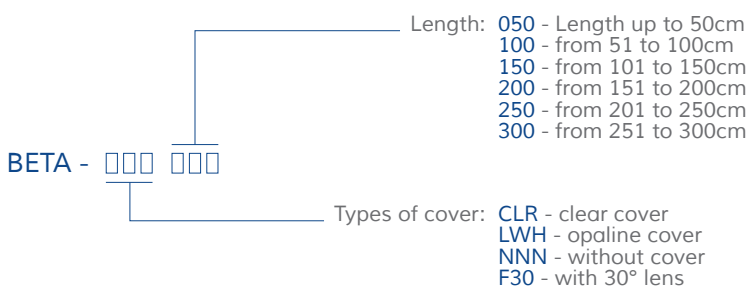 Length: 050 - Length up to 50cm
100 - from 51 to 100cm
150 - from 101 to 150cm
200 - from 151 to 200cm
250 - from 201 to 250cm
300 - from 251 to 300cm
BETA - □□□ □□□
Types of cover: CLR - clear cover
LWH - opaline cover
NNN - without cover
F30 - with 30° lens